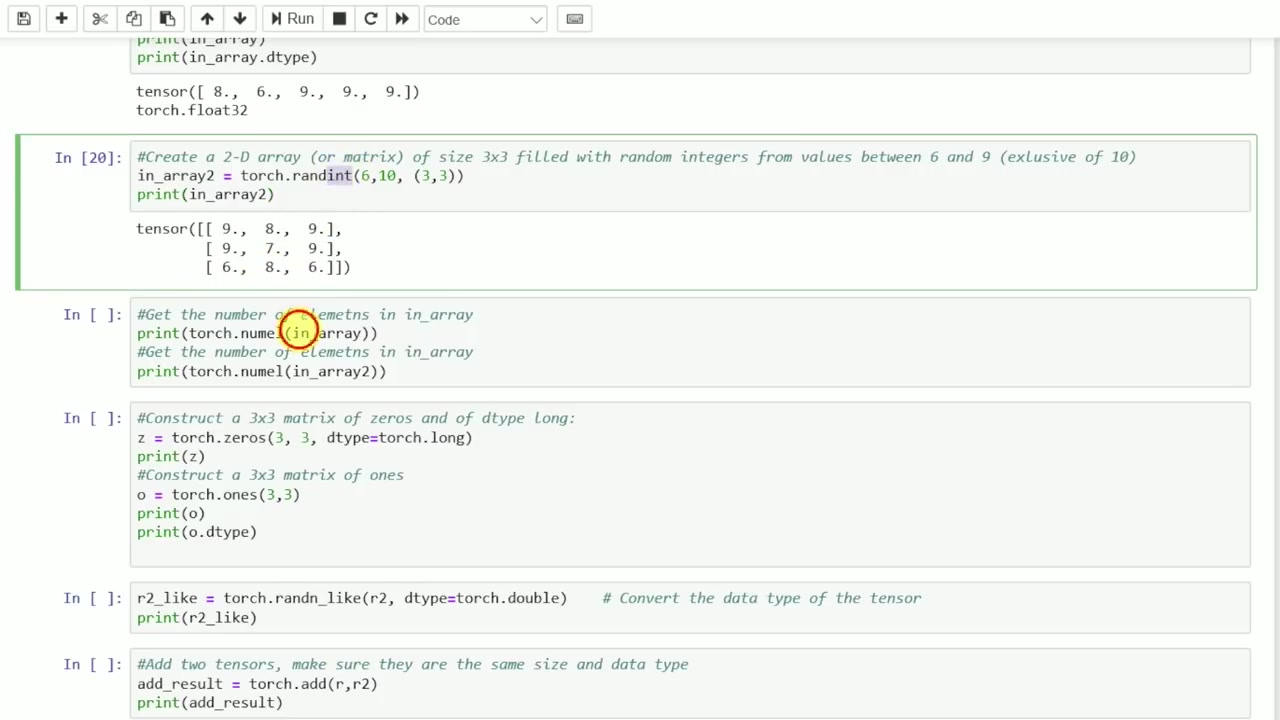 Run
Code
print(in_array)
print(in_array.dtype)
tensor([ 8., 6., 9., 9., 9.])
torch.float32
In [20]:
#Create a 2-D array (or matrix) of size 3x3 filled with random integers from values between 6 and 9 (exlusive of 10)
in_array2 = torch.randint(6,10, (3,3))
print(in_array2)
tensor([[ 9., 8., 9.],
[ 9., 7., 9.],
[ 6., 8., 6.]])
In [ ]:
#Get the number of elemetns in in_array
print(torch.numel(in_array))
#Get the number of elemetns in in_array
print(torch.numel(in_array2))
In [ ]:
#Construct a 3x3 matrix of zeros and of dtype long:
z = torch.zeros(3, 3, dtype=torch.long)
print(z)
#Construct a 3x3 matrix of ones
o = torch.ones(3,3)
print(o)
print(o.dtype)
In [ ]:
r2_like = torch.randn_like(r2, dtype=torch.double) # Convert the data type of the tensor
print(r2_like)
In [ ]:
#Add two tensors, make sure they are the same size and data type
add_result = torch.add(r,r2)
print(add_result)